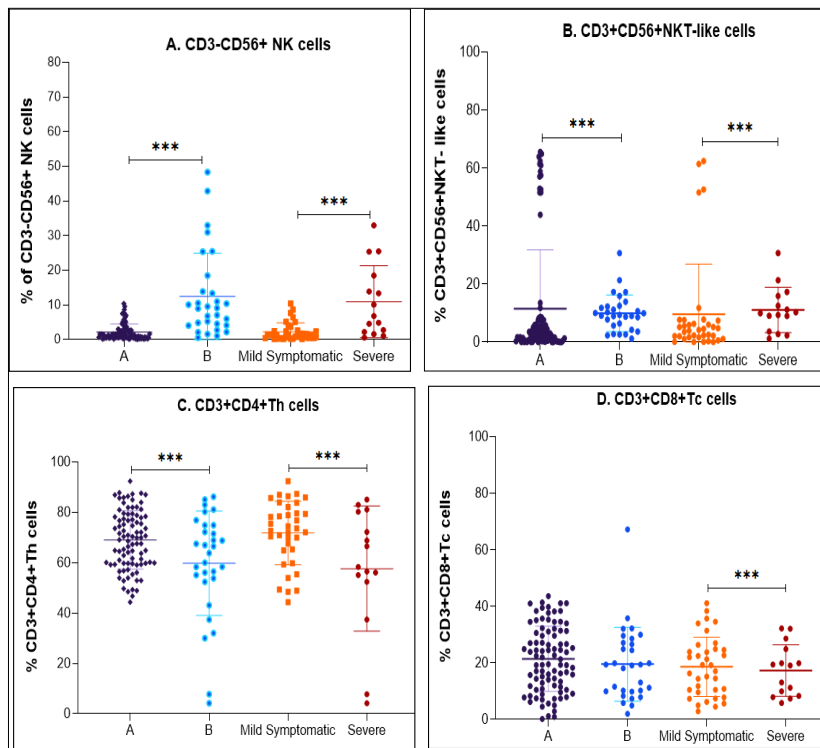 A. CD3-CD56+ NK cells
% of CD3-CD56+ NK cells
80
70
60
50
40
30
20
10
0
***
***
A
B
Mild Symptomatic
Severe
B. CD3+CD56+NKT-like cells
% CD3+CD56+NKT- like cells
100
80
60
40
20
0
***
***
A
B
Mild Symptomatic
Severe
C. CD3+CD4+Th cells
% CD3+CD4+Th cells
100
80
60
40
20
0
***
***
A
B
Mild Symptomatic
Severe
D. CD3+CD8+Tc cells
% CD3+CD8+Tc cells
100
80
60
40
20
0
***
A
B
Mild Symptomatic
Severe